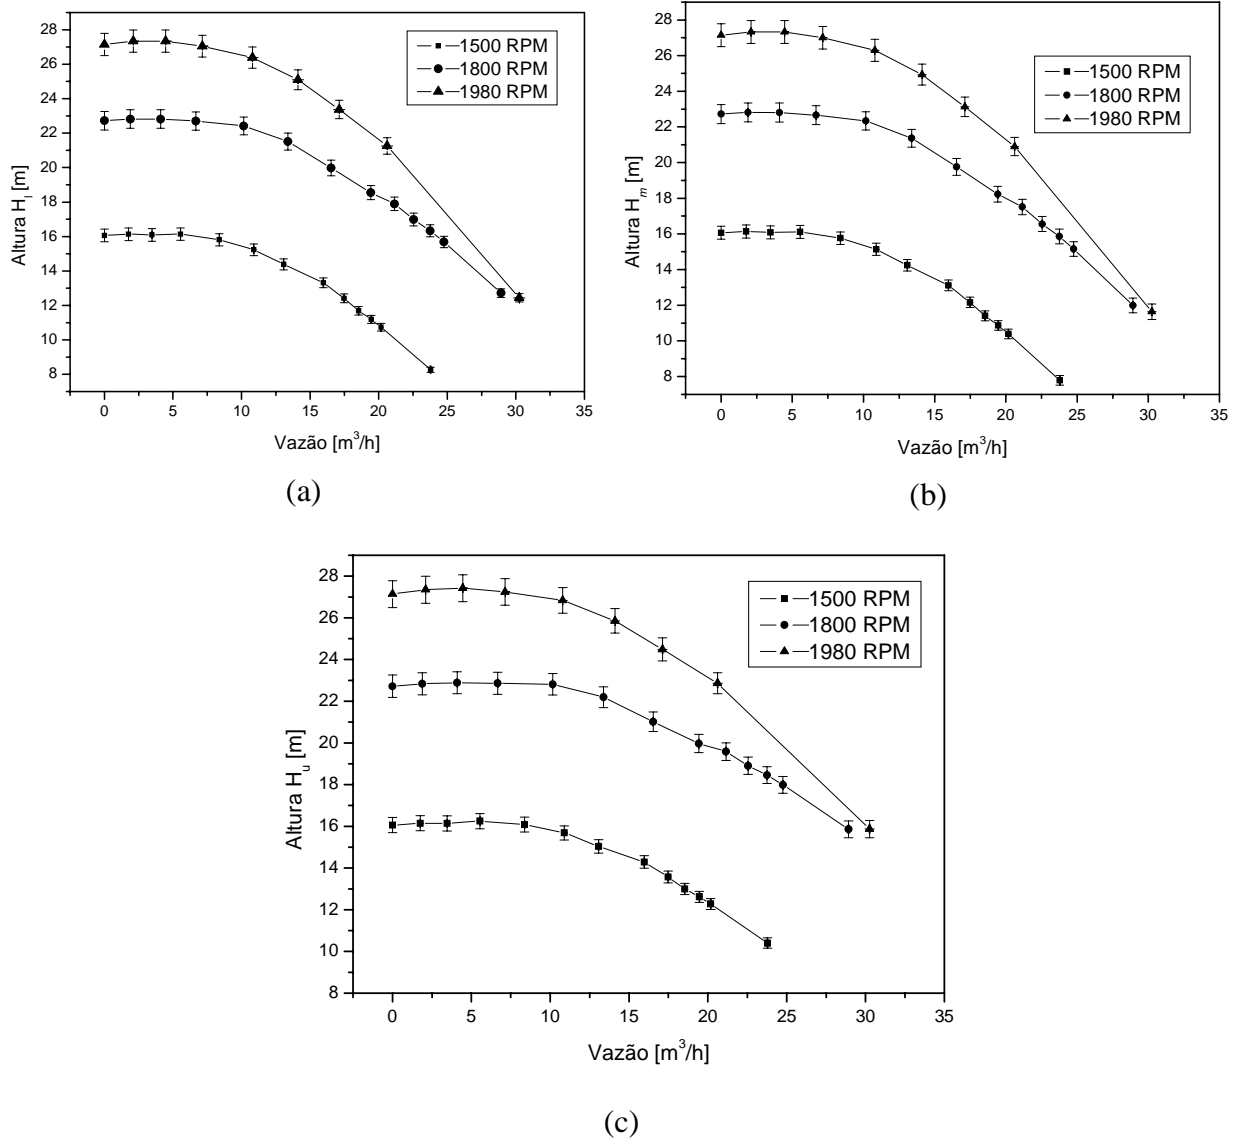 28
26
24
22
20
18
16
14
12
10
8
Altura H_l [m]
1500 RPM
1800 RPM
1980 RPM
0 5 10 15 20 25 30 35
Vazão [m³/h]
(a)
28
26
24
22
20
18
16
14
12
10
8
Altura H_m [m]
1500 RPM
1800 RPM
1980 RPM
0 5 10 15 20 25 30 35
Vazão [m³/h]
(b)
28
26
24
22
20
18
16
14
12
10
8
Altura H_u [m]
1500 RPM
1800 RPM
1980 RPM
0 5 10 15 20 25 30 35
Vazão [m³/h]
(c)